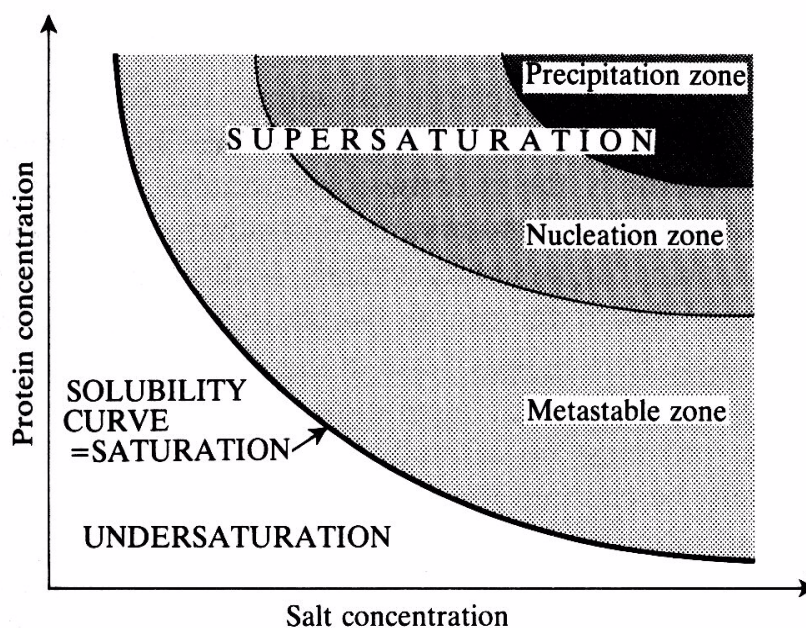 Precipitation zone
SUPERSATURATION
Nucleation zone
Metastable zone
SOLUBILITY
CURVE
=SATURATION
UNDERSATURATION
Protein concentration
Salt concentration